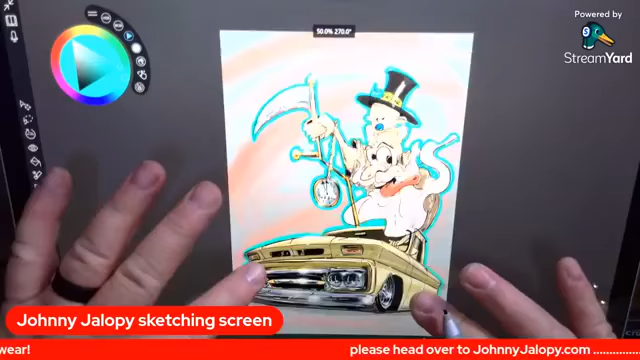 50.0% 270.0°
Powered by
StreamYard
Johnny Jalopy sketching screen
wear!
please head over to JohnnyJalopy.com ............